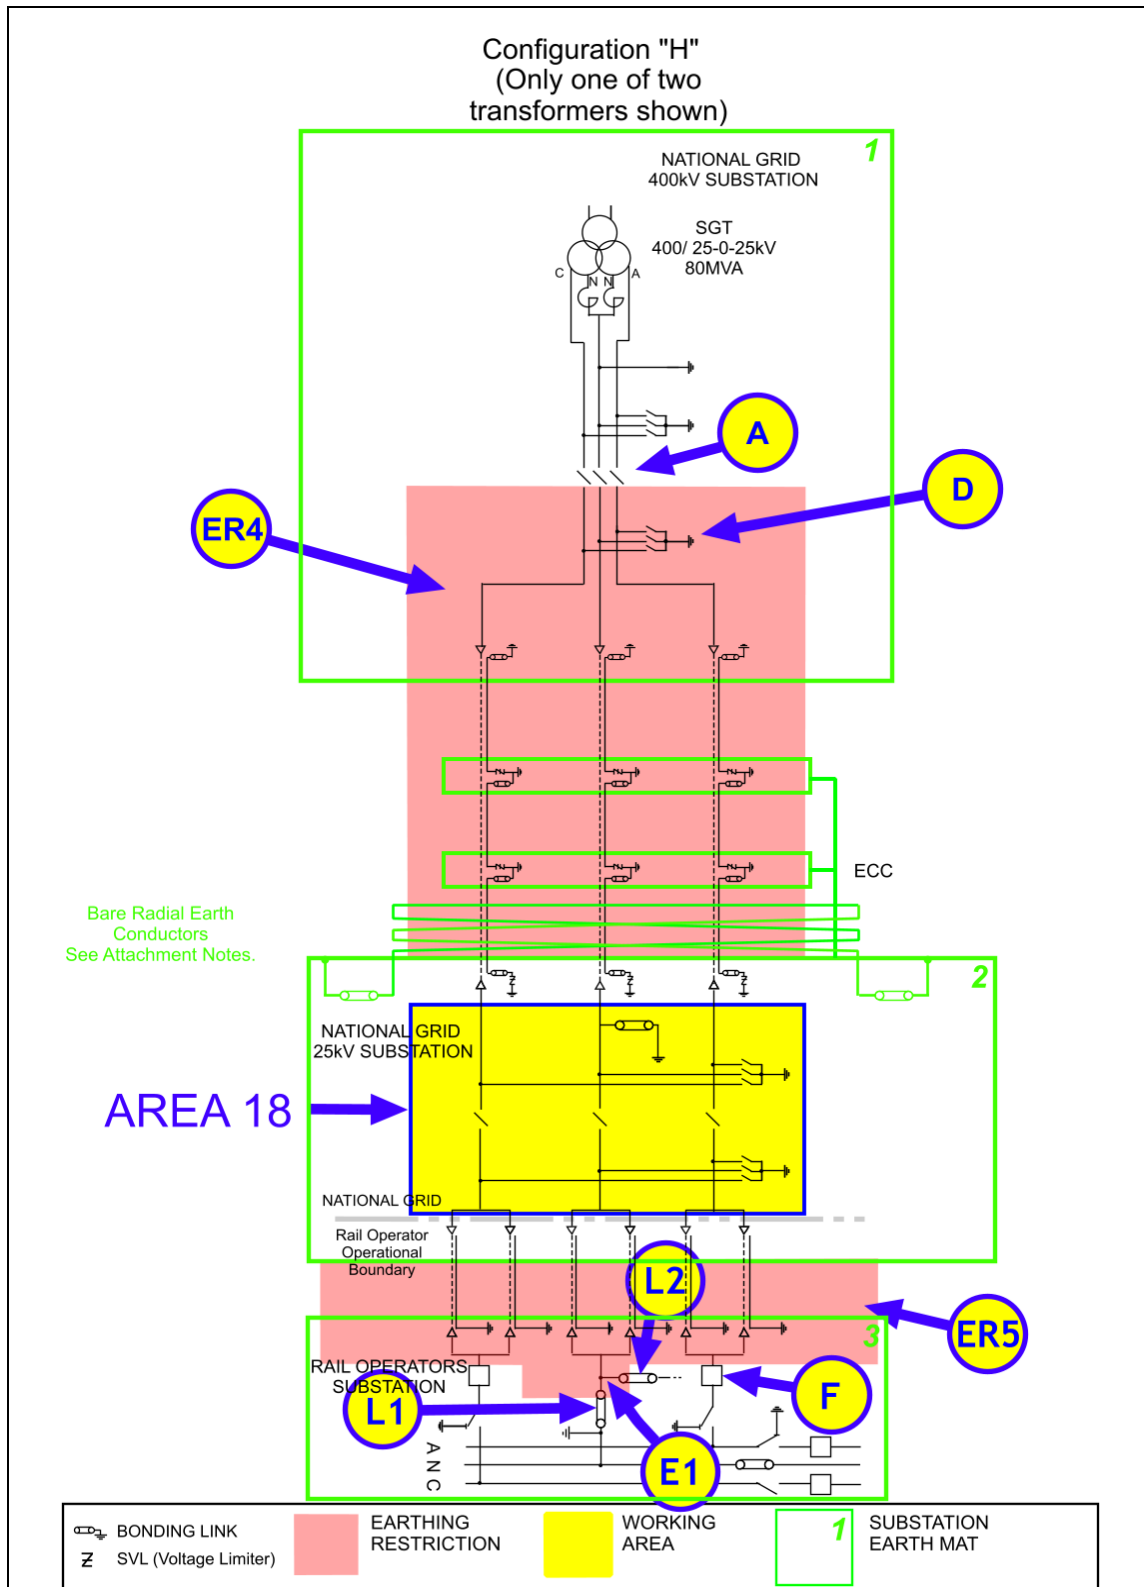 Configuration "H"
(Only one of two
transformers shown)
1
NATIONAL GRID
400kV SUBSTATION
SGT
400/ 25-0-25kV
80MVA
C
N N
A
A
D
ER4
ECC
Bare Radial Earth
Conductors
See Attachment Notes.
2
NATIONAL GRID
25kV SUBSTATION
AREA 18
NATIONAL GRID
Rail Operator
Operational
Boundary
L2
ER5
3
RAIL OPERATORS
SUBSTATION
F
L1
E1
A
N
C
BONDING LINK
SVL (Voltage Limiter)
EARTHING
RESTRICTION
WORKING
AREA
1
SUBSTATION
EARTH MAT